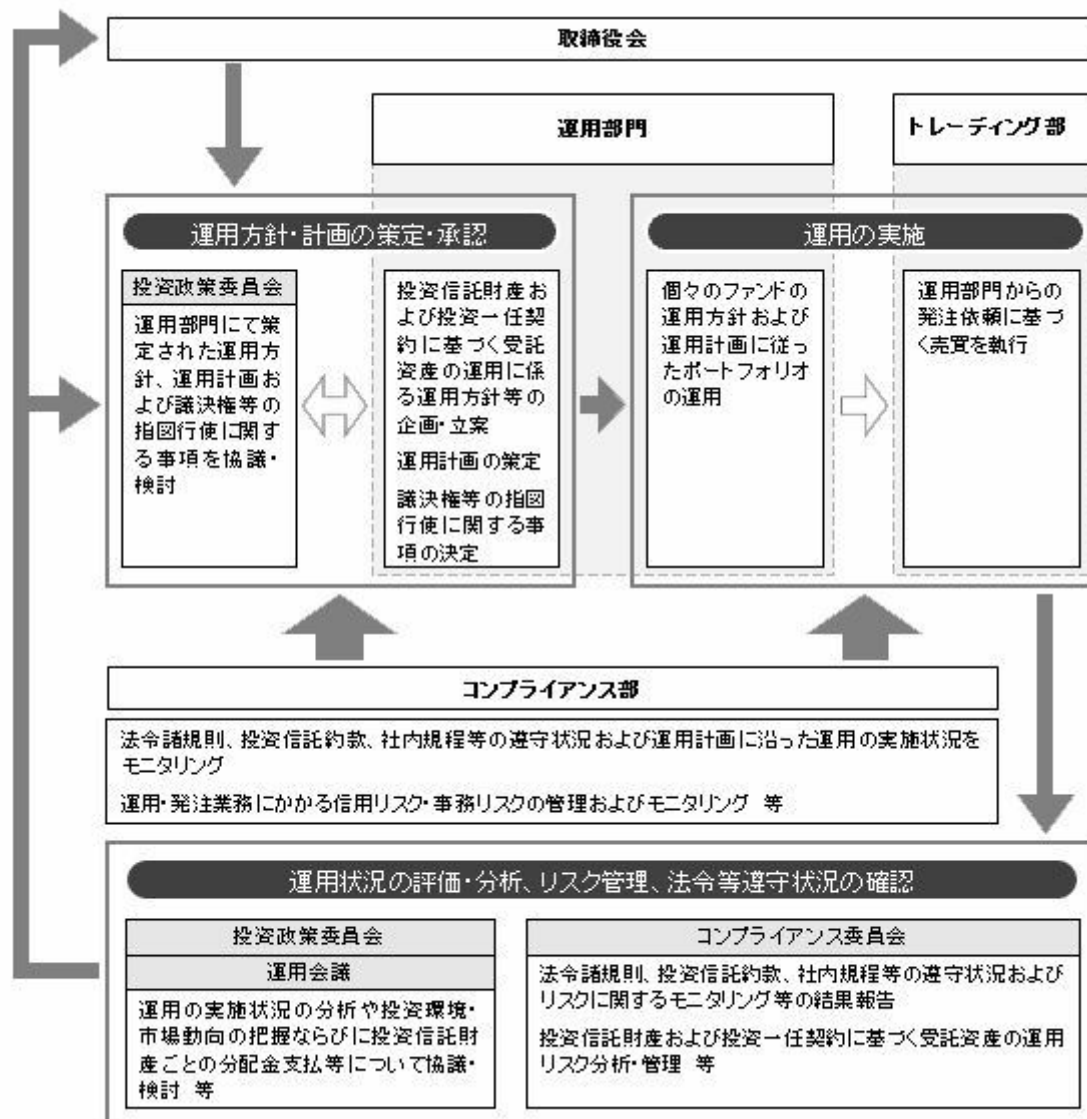 取締役会
運用部門
トレーディング部
運用方針・計画の策定・承認
投資政策委員会
運用部門にて策
定された運用方
針、運用計画お
よび議決権等の
指図行使に関す
る事項を協議・
検討
投資信託財産お
よび投資一任契
約に基づく受託
資産の運用に係
る運用方針等の
企画・立案
運用計画の策定
議決権等の指図
行使に関する事
項の決定
運用の実施
個々のファンドの
運用方針および
運用計画に従っ
たポートフォリオ
の運用
運用部門からの
発注依頼に基づ
く売買を執行
コンプライアンス部
法令諸規則、投資信託約款、社内規程等の遵守状況および運用計画に沿った運用の実施状況を
モニタリング
運用・発注業務にかかる信用リスク・事務リスクの管理およびモニタリング 等
運用状況の評価・分析、リスク管理、法令等遵守状況の確認
投資政策委員会
運用会議
運用の実施状況の分析や投資環境・
市場動向の把握ならびに投資信託財
産ごとの分配金支払等について協議・
検討 等
コンプライアンス委員会
法令諸規則、投資信託約款、社内規程等の遵守状況および
リスクに関するモニタリング等の結果報告
投資信託財産および投資一任契約に基づく受託資産の運用
リスク分析・管理 等